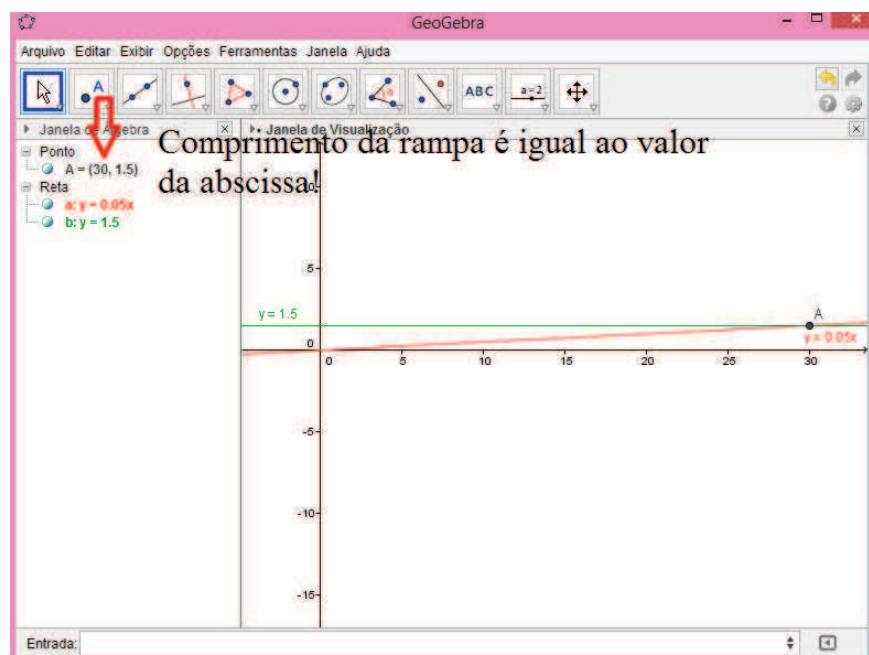 GeoGebra
Arquivo Editar Exibir Opções Ferramentas Janela Ajuda
A
ABC
a=2
Janela de Álgebra
Janela de Visualização
Comprimento da rampa é igual ao valor
da abscissa!
Ponto
A = (30, 1.5)
Reta
a: y = 0.05x
b: y = 1.5
5
y = 1.5
A
y = 0.05x
0
0 5 10 15 20 25 30
-5
-10
-15
Entrada: